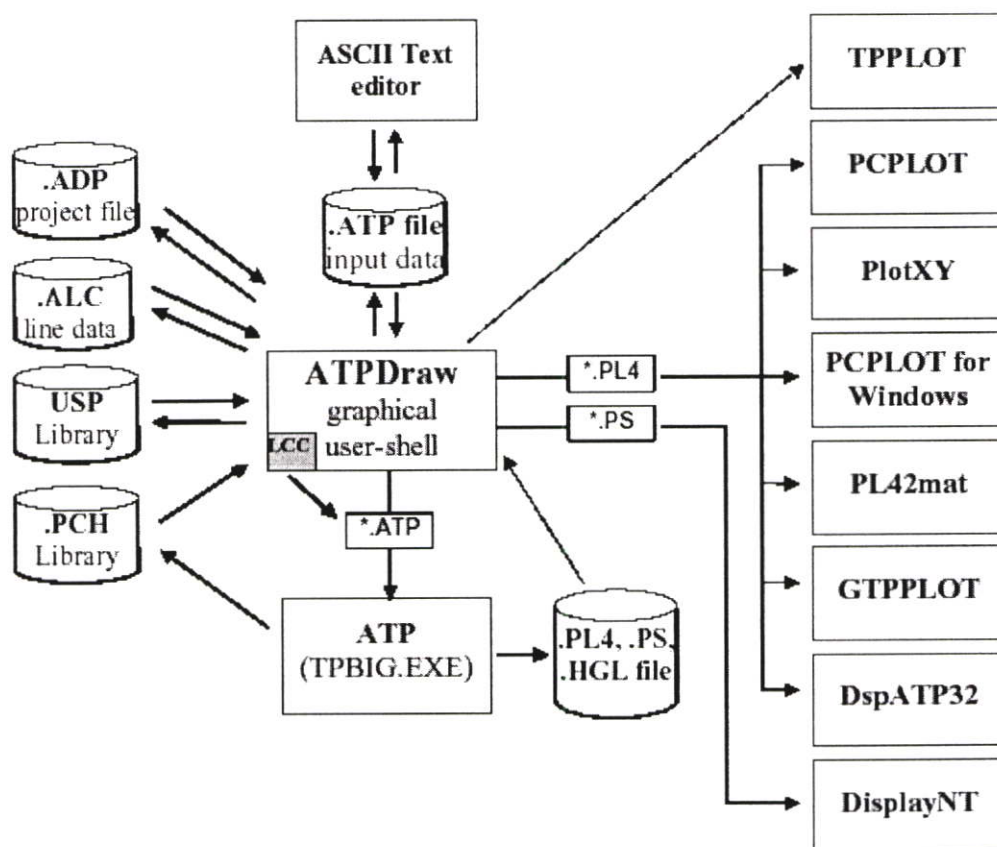 ASCII Text
editor
.ADP
project file
.ALC
line data
USP
Library
.PCH
Library
.ATP file
input data
ATPDraw
graphical
user-shell
LCC
*.PL4
*.PS
*.ATP
ATP
(TPBIG.EXE)
.PL4, .PS,
.HGL file
TPPLOT
PCPLOT
PlotXY
PCPLOT for
Windows
PL42mat
GTPPLOT
DspATP32
DisplayNT